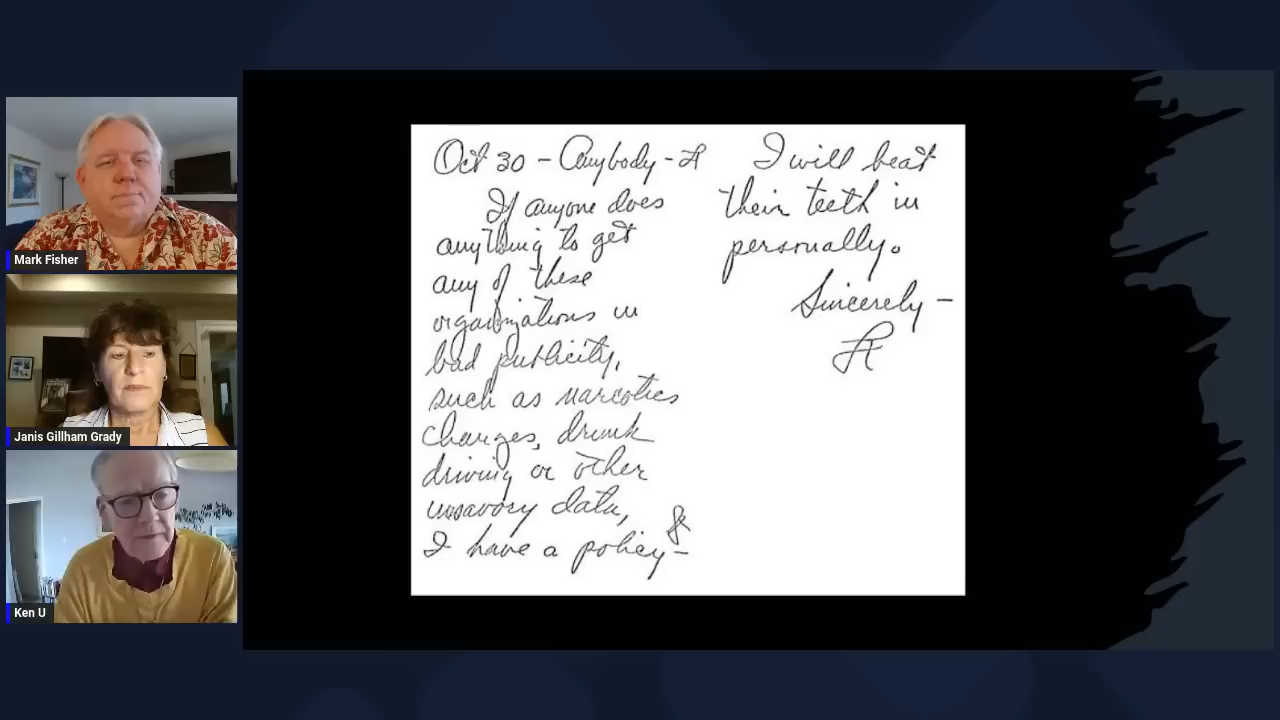 Mark Fisher
Janis Gillham Grady
Ken U
Oct 30 - Anybody - R
If anyone does
anything to get
any of these
organizations in
bad publicity,
such as narcotics
charges, drunk
driving or other
unsavory data,
I have a policy -
I will beat
their teeth in
personally.
Sincerely -